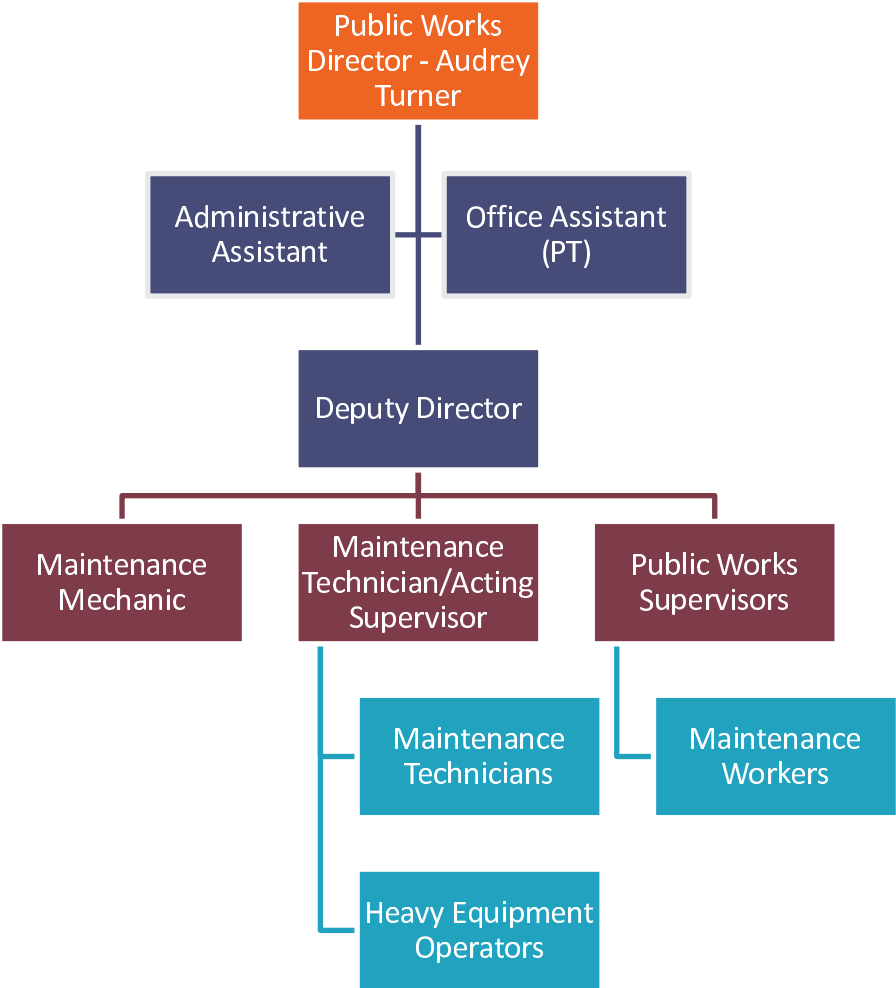 Public Works
Director - Audrey
Turner
Administrative
Assistant
Office Assistant
(PT)
Deputy Director
Maintenance
Mechanic
Maintenance
Technician/Acting
Supervisor
Public Works
Supervisors
Maintenance
Technicians
Maintenance
Workers
Heavy Equipment
Operators